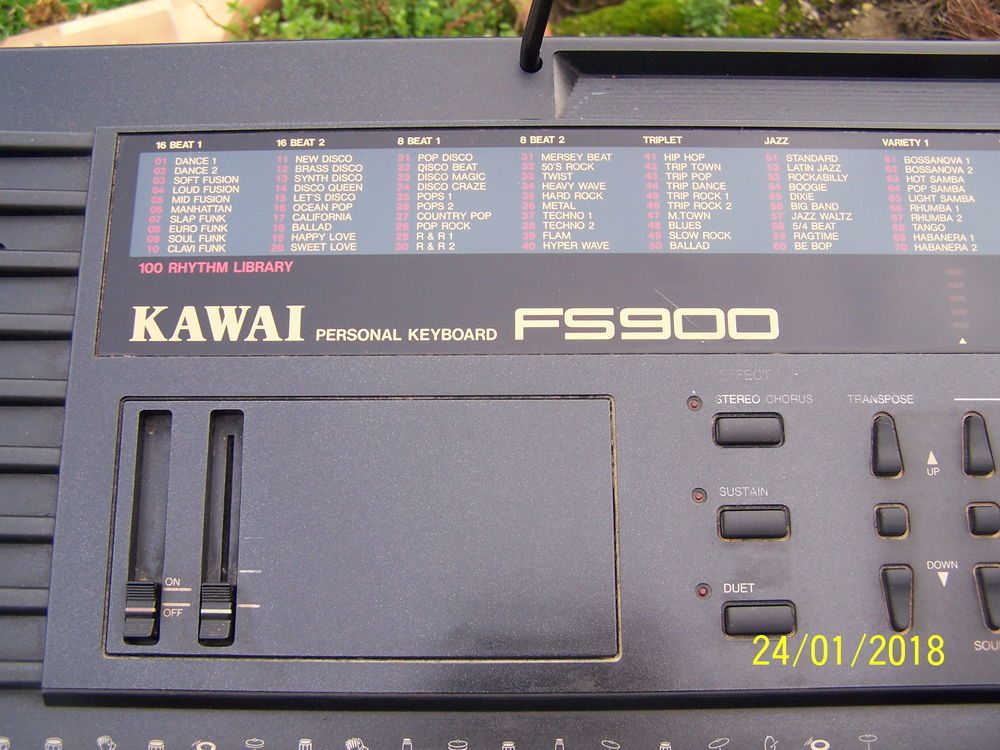 16 BEAT 1
01 DANCE 1
02 DANCE 2
03 SOFT FUSION
04 LOUD FUSION
05 MID FUSION
06 MANHATTAN
07 SLAP FUNK
08 EURO FUNK
09 SOUL FUNK
10 CLAVI FUNK
16 BEAT 2
11 NEW DISCO
12 BRASS DISCO
13 SYNTH DISCO
14 DISCO QUEEN
15 LET'S DISCO
16 OCEAN POP
17 CALIFORNIA
18 BALLAD
19 HAPPY LOVE
20 SWEET LOVE
8 BEAT 1
21 POP DISCO
22 DISCO BEAT
23 DISCO MAGIC
24 DISCO CRAZE
25 POPS 1
26 POPS 2
27 COUNTRY POP
28 POP ROCK
29 R & R 1
30 R & R 2
8 BEAT 2
31 MERSEY BEAT
32 50'S ROCK
33 TWIST
34 HEAVY WAVE
35 HARD ROCK
36 METAL
37 TECHNO 1
38 TECHNO 2
39 FLAM
40 HYPER WAVE
TRIPLET
41 HIP HOP
42 TRIP TOWN
43 TRIP POP
44 TRIP DANCE
45 TRIP ROCK 1
46 TRIP ROCK 2
47 M.TOWN
48 BLUES
49 SLOW ROCK
50 BALLAD
JAZZ
51 STANDARD
52 LATIN JAZZ
53 ROCKABILLY
54 BOOGIE
55 DIXIE
56 BIG BAND
57 JAZZ WALTZ
58 5/4 BEAT
59 RAGTIME
60 BE BOP
VARIETY 1
61 BOSSANOVA 1
62 BOSSANOVA 2
63 HOT SAMBA
64 POP SAMBA
65 LIGHT SAMBA
66 RHUMBA 1
67 RHUMBA 2
68 TANGO
69 HABANERA 1
70 HABANERA 2
100 RHYTHM LIBRARY
KAWAI PERSONAL KEYBOARD FS900
EFFECT
STEREO CHORUS
TRANSPOSE
UP
SUSTAIN
ON
OFF
DUET
DOWN
SOU
24/01/2018